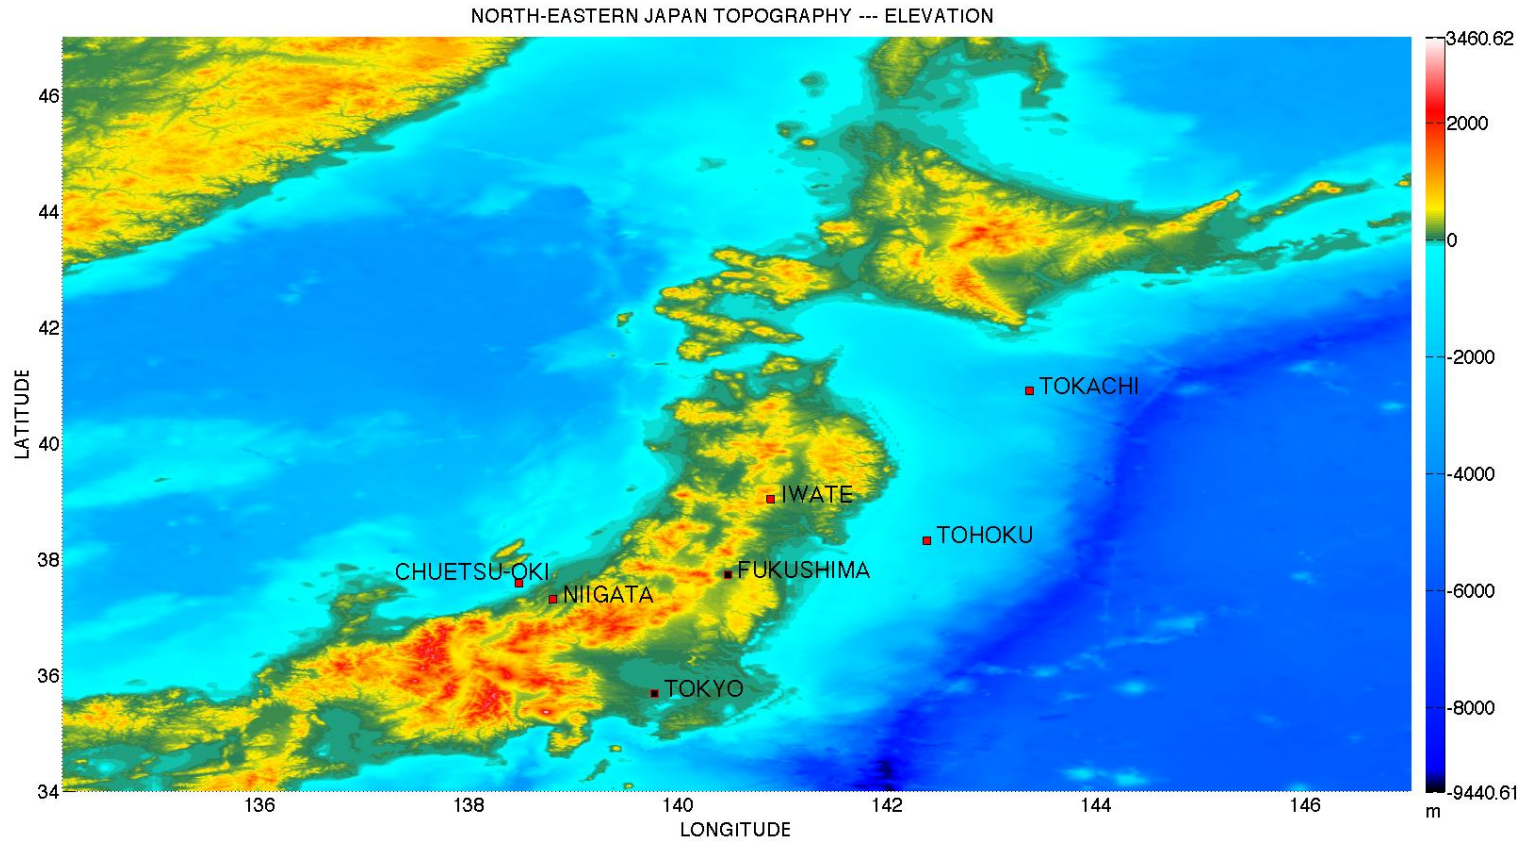 NORTH-EASTERN JAPAN TOPOGRAPHY --- ELEVATION
3460.62
46
2000
44
0
42
-2000
TOKACHI
LATITUDE
40
-4000
IWATE
TOHOKU
38
CHUETSU-OKI
FUKUSHIMA
-6000
NIIGATA
36
TOKYO
-8000
34
-9440.61
136
138
140
142
144
146
m
LONGITUDE